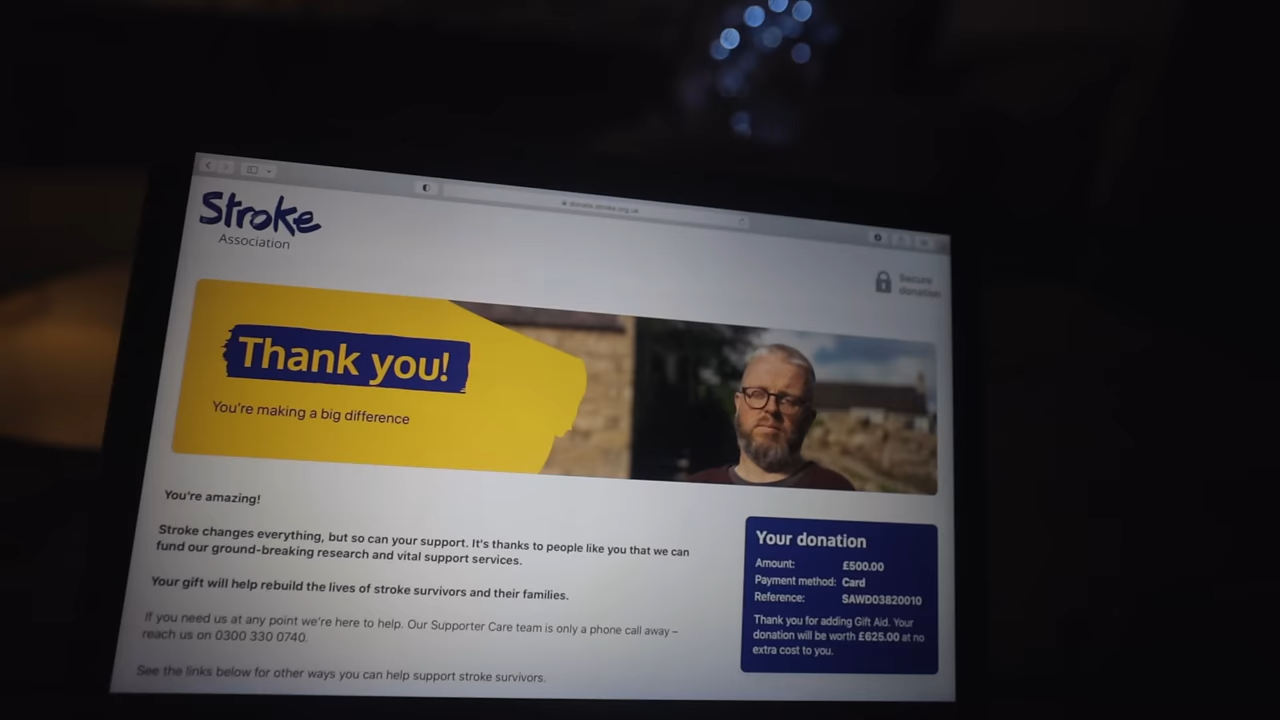 donate.stroke.org.uk
Stroke
Association
Secure
donation
Thank you!
You're making a big difference
You're amazing!
Stroke changes everything, but so can your support. It's thanks to people like you that we can
fund our ground-breaking research and vital support services.
Your gift will help rebuild the lives of stroke survivors and their families.
If you need us at any point we're here to help. Our Supporter Care team is only a phone call away –
reach us on 0300 330 0740.
See the links below for other ways you can help support stroke survivors.
Your donation
Amount: £500.00
Payment method: Card
Reference: SAWD03820010
Thank you for adding Gift Aid. Your
donation will be worth £625.00 at no
extra cost to you.